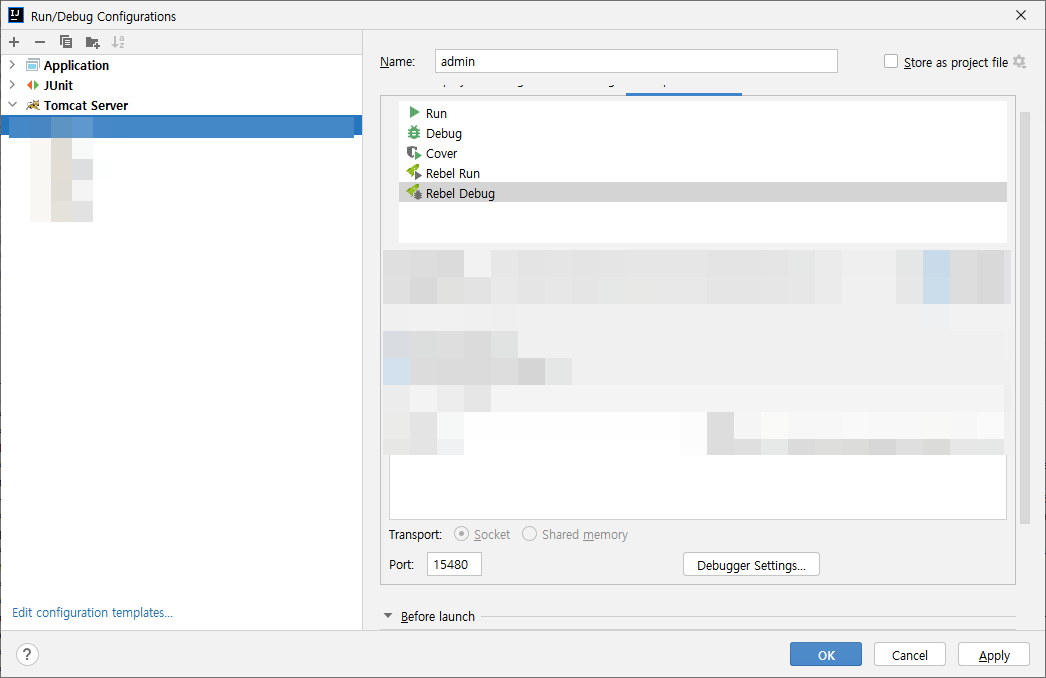 Run/Debug Configurations
Name: admin
Store as project file
Application
JUnit
Tomcat Server
Run
Debug
Cover
Rebel Run
Rebel Debug
Transport: Socket Shared memory
Port: 15480 Debugger Settings...
Edit configuration templates...
Before launch
? OK Cancel Apply